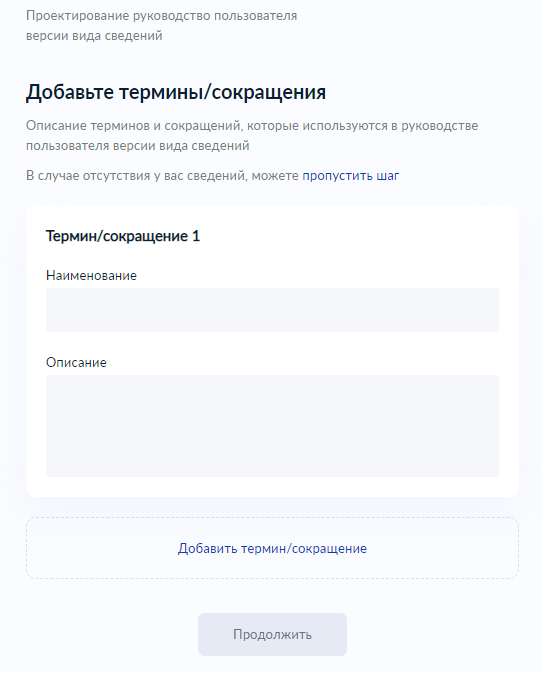 Проектирование руководство пользователя
версии вида сведений
Добавьте термины/сокращения
Описание терминов и сокращений, которые используются в руководстве
пользователя версии вида сведений
В случае отсутствия у вас сведений, можете пропустить шаг
Термин/сокращение 1
Наименование
Описание
Добавить термин/сокращение
Продолжить